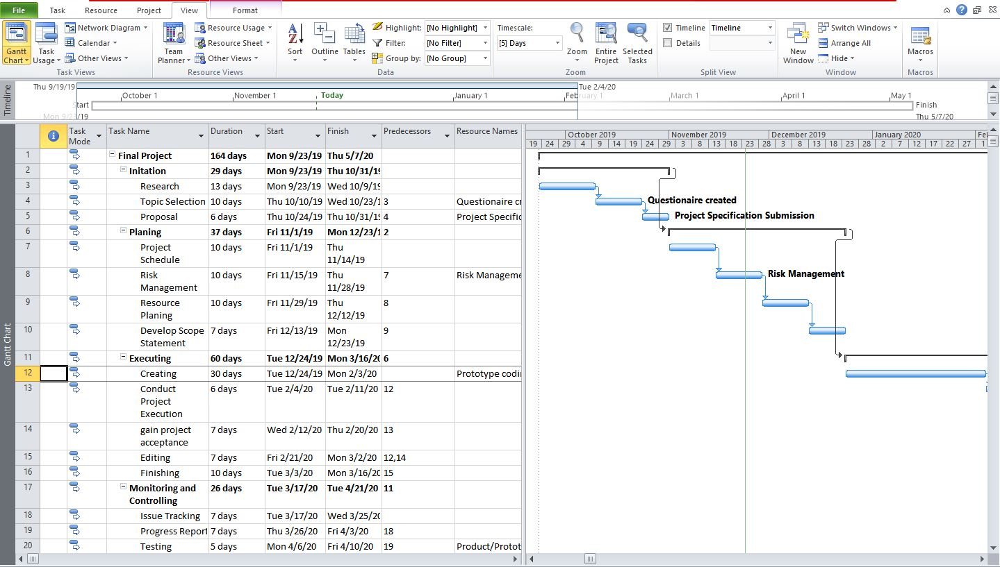 File Task Resource Project View Format
Gantt Chart Task Usage Network Diagram Calendar Other Views
Task Views
Team Planner Resource Usage Resource Sheet Other Views
Resource Views
Sort Outline Tables Highlight: [No Highlight] Filter: [No Filter] Group by: [No Group]
Data
Timescale: [5] Days Zoom Entire Project Selected Tasks
Zoom
Timeline Timeline Details
Split View
New Window Switch Windows Arrange All Hide
Window
Macros
Macros
Timeline
Thu 9/19/19 Tue 2/4/20
October 1 November 1 Today January 1 February 1 March 1 April 1 May 1
Start Finish
Mon 9/23/19 Thu 5/7/20
Gantt Chart
Task Mode Task Name Duration Start Finish Predecessors Resource Names
October 2019 November 2019 December 2019 January 2020 Fel
19 24 29 4 9 14 19 24 29 3 8 13 18 23 28 3 8 13 18 23 28 2 7 12 17 22 27 1
1 Final Project 164 days Mon 9/23/19 Thu 5/7/20
2 Initation 29 days Mon 9/23/19 Thu 10/31/19
3 Research 13 days Mon 9/23/19 Wed 10/9/19
4 Topic Selection 10 days Thu 10/10/19 Wed 10/23/1 3 Questionaire cr
Questionaire created
5 Proposal 6 days Thu 10/24/19 Thu 10/31/19 4 Project Specific
Project Specification Submission
6 Planing 37 days Fri 11/1/19 Mon 12/23/1 2
7 Project Schedule 10 days Fri 11/1/19 Thu 11/14/19
8 Risk Management 10 days Fri 11/15/19 Thu 11/28/19 7 Risk Manageme
Risk Management
9 Resource Planing 10 days Fri 11/29/19 Thu 12/12/19 8
10 Develop Scope Statement 7 days Fri 12/13/19 Mon 12/23/19 9
11 Executing 60 days Tue 12/24/19 Mon 3/16/20 6
12 Creating 30 days Tue 12/24/19 Mon 2/3/20 Prototype codin
13 Conduct Project Execution 6 days Tue 2/4/20 Tue 2/11/20 12
14 gain project acceptance 7 days Wed 2/12/20 Thu 2/20/20 13
15 Editing 7 days Fri 2/21/20 Mon 3/2/20 12,14
16 Finishing 10 days Tue 3/3/20 Mon 3/16/20 15
17 Monitoring and Controlling 26 days Tue 3/17/20 Tue 4/21/20 11
18 Issue Tracking 7 days Tue 3/17/20 Wed 3/25/20
19 Progress Report 7 days Thu 3/26/20 Fri 4/3/20 18
20 Testing 5 days Mon 4/6/20 Fri 4/10/20 19 Product/Protot